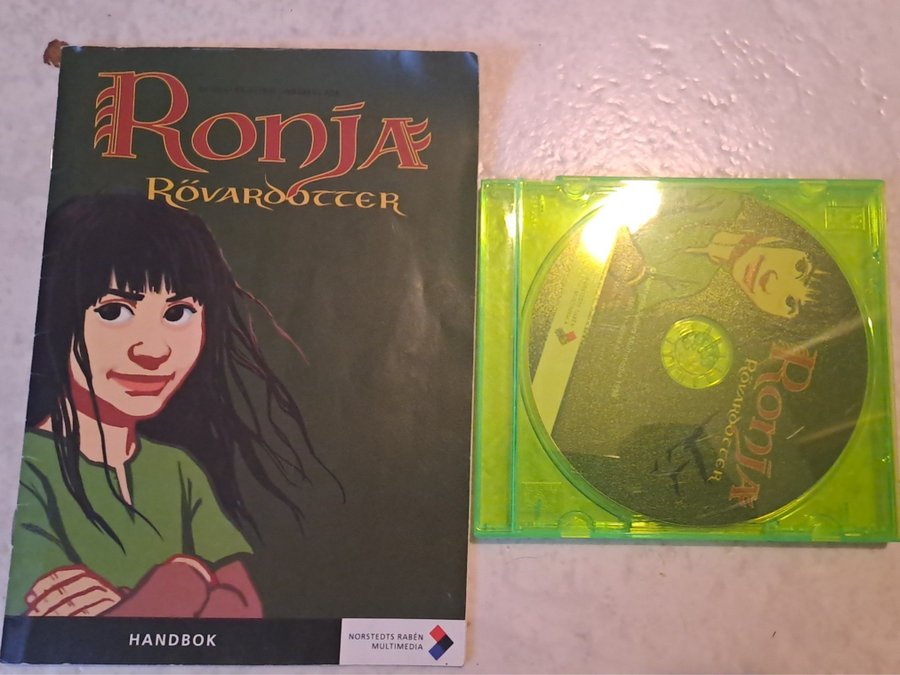 Ronja
Rövardotter
HANDBOK
NORSTEDTS RABÉN
MULTIMEDIA
Ronja
Rövardotter